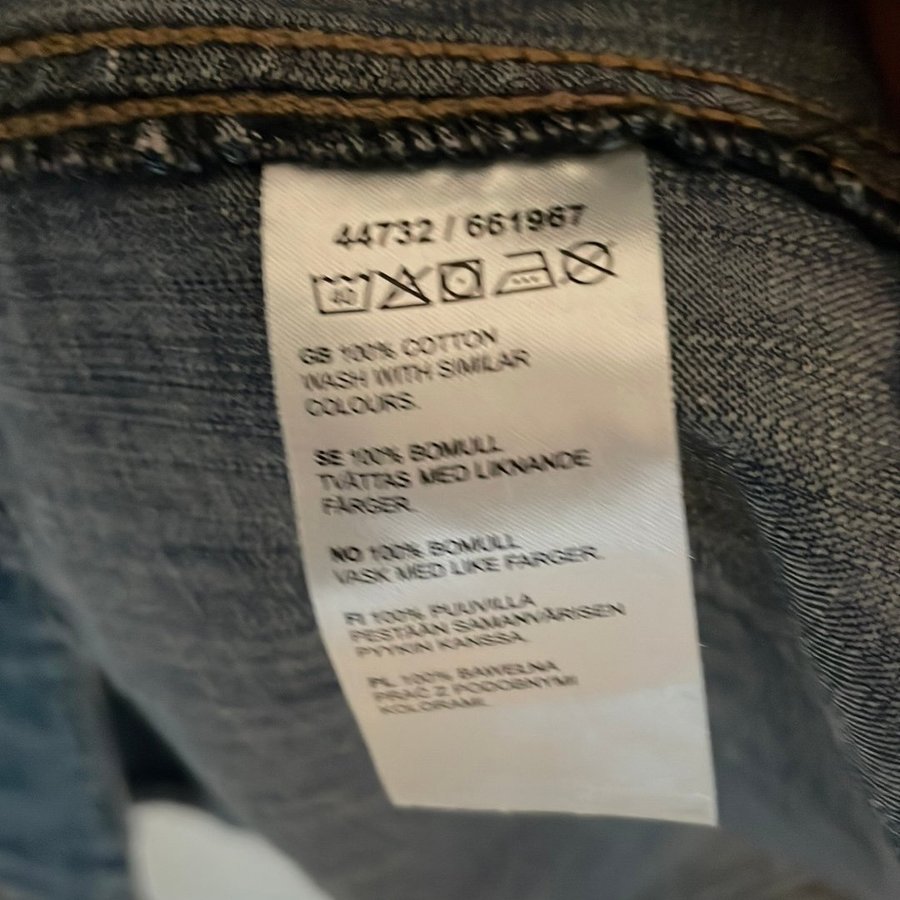 44732 / 661967
40
GB 100% COTTON
WASH WITH SIMILAR
COLOURS.
SE 100% BOMULL
TVÄTTAS MED LIKNANDE
FÄRGER.
NO 100% BOMULL
VASK MED LIKE FARGER.
FI 100% PUUVILLA
PESTÄÄN SAMANVÄRISEN
PYYKIN KANSSA.
PL 100% BAWEŁNA
PRAĆ Z PODOBNYMI
KOLORAMI.